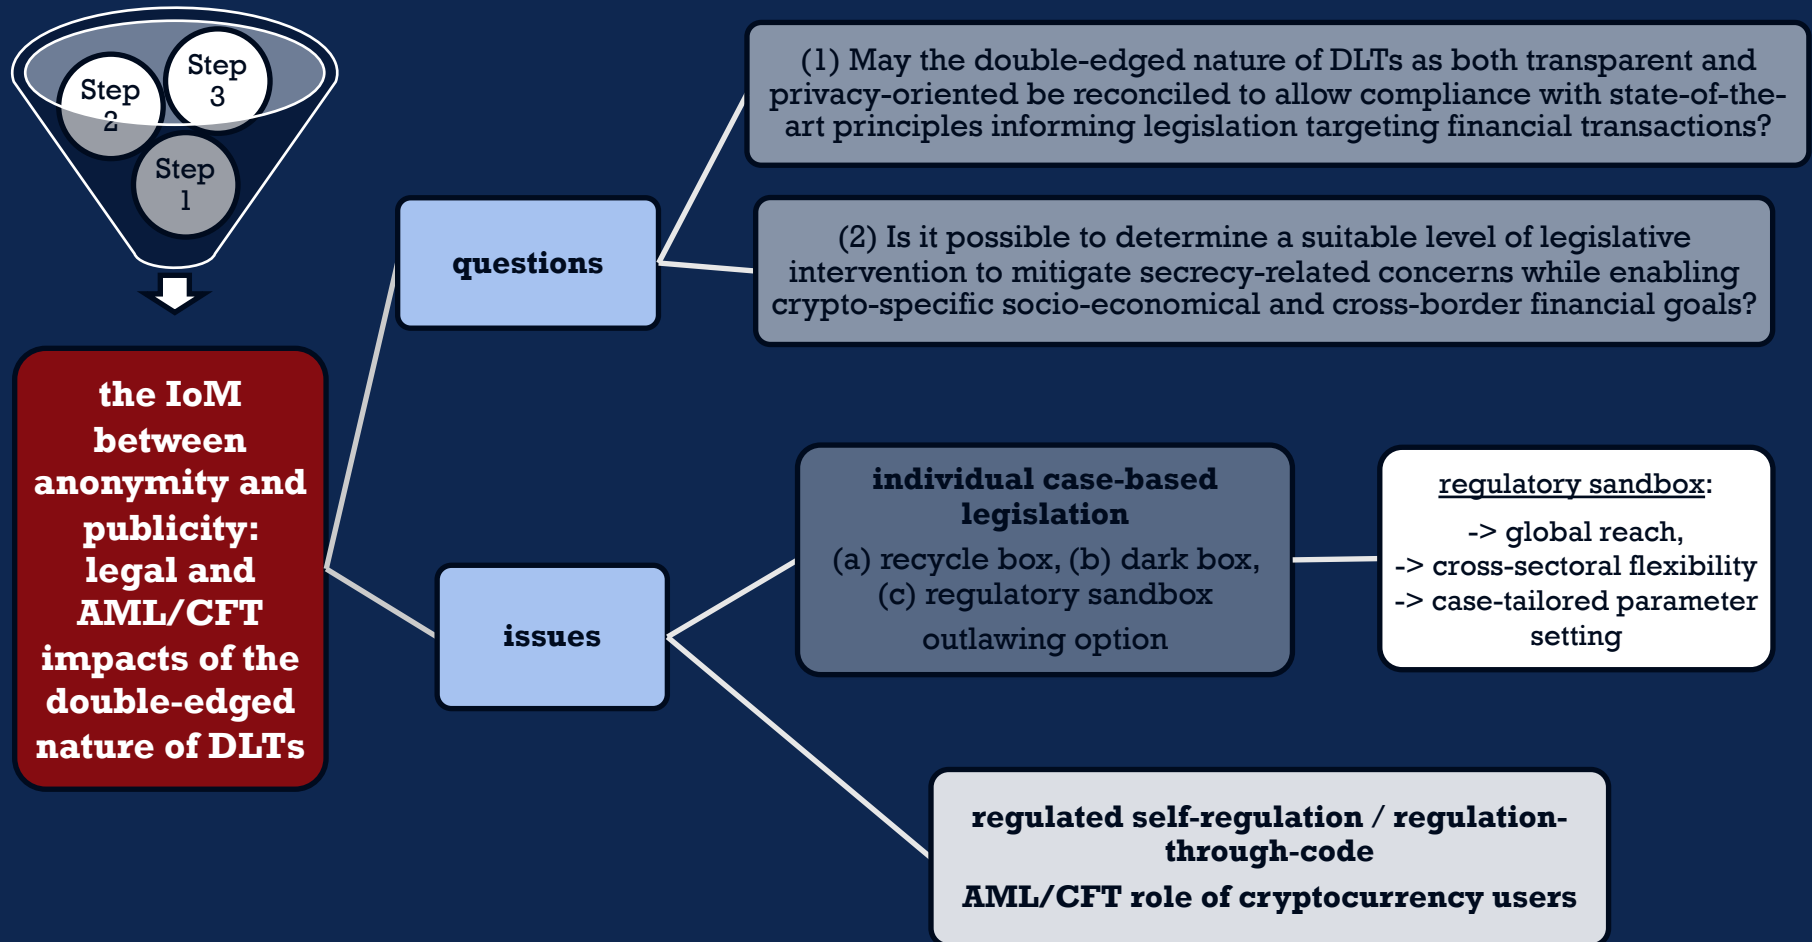 Step
2
Step
3
Step
1
the IoM
between
anonymity and
publicity:
legal and
AML/CFT
impacts of the
double-edged
nature of DLTs
questions
(1) May the double-edged nature of DLTs as both transparent and
privacy-oriented be reconciled to allow compliance with state-of-the-
art principles informing legislation targeting financial transactions?
(2) Is it possible to determine a suitable level of legislative
intervention to mitigate secrecy-related concerns while enabling
crypto-specific socio-economical and cross-border financial goals?
issues
individual case-based
legislation
(a) recycle box, (b) dark box,
(c) regulatory sandbox
outlawing option
regulatory sandbox:
-> global reach,
-> cross-sectoral flexibility
-> case-tailored parameter
setting
regulated self-regulation / regulation-
through-code
AML/CFT role of cryptocurrency users